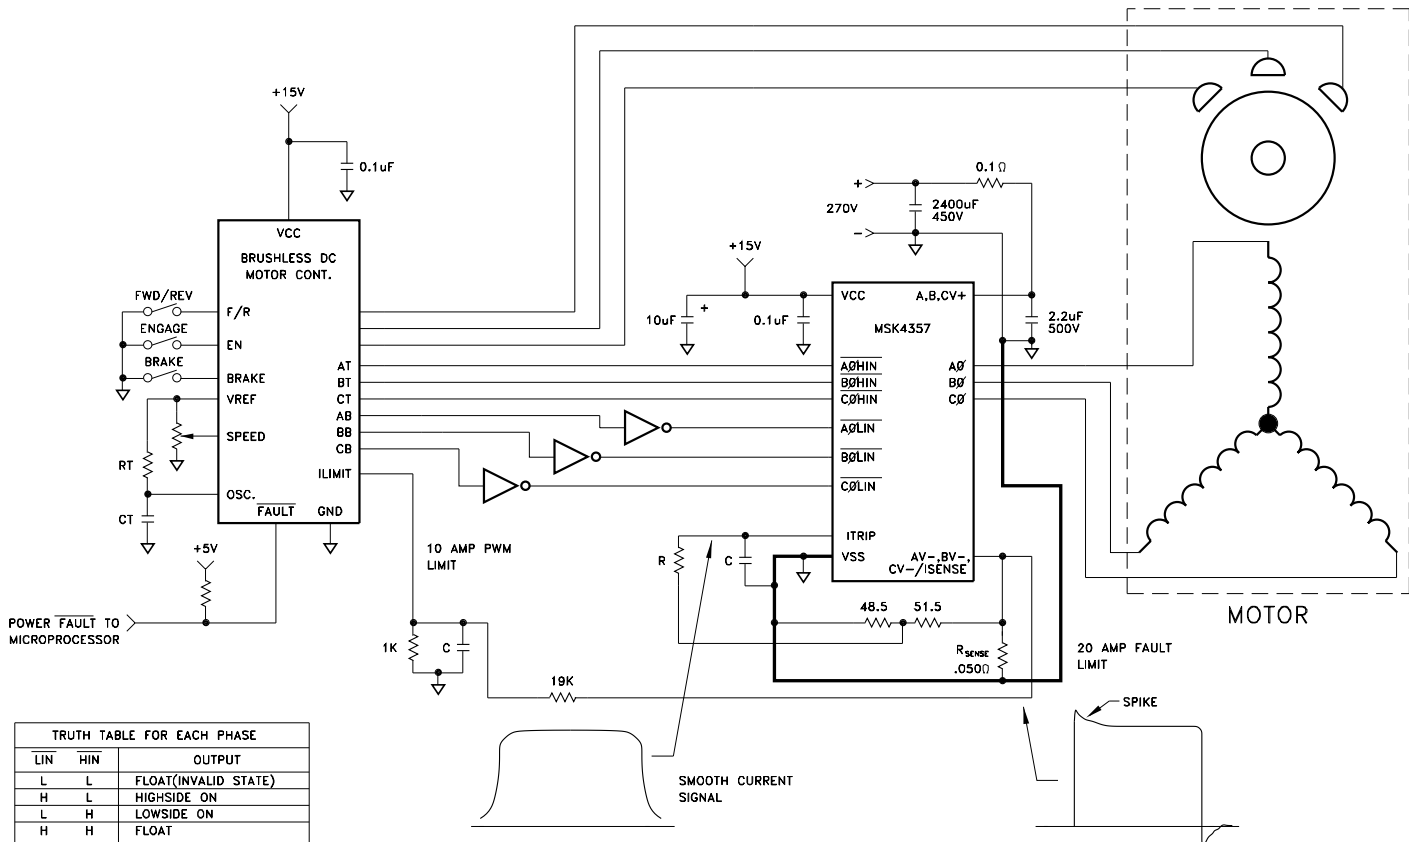 +15V
0.1uF
VCC
BRUSHLESS DC
MOTOR CONT.
FWD/REV
F/R
ENGAGE
EN
BRAKE
BRAKE
VREF
SPEED
RT
OSC.
CT
FAULT
GND
AT
BT
CT
AB
BB
CB
ILIMIT
+5V
POWER FAULT TO
MICROPROCESSOR
10 AMP PWM
LIMIT
1K
C
19K
+
270V
−
2400uF
450V
0.1Ω
+15V
10uF
+
0.1uF
VCC
A,B,CV+
MSK4357
2.2uF
500V
AØHIN
BØHIN
CØHIN
AØLIN
BØLIN
CØLIN
AØ
BØ
CØ
ITRIP
VSS
AV−,BV−,
CV−/ISENSE
R
C
48.5
51.5
RSENSE
.050Ω
20 AMP FAULT
LIMIT
MOTOR
SPIKE
SMOOTH CURRENT
SIGNAL
TRUTH TABLE FOR EACH PHASE
LIN HIN OUTPUT
L L FLOAT(INVALID STATE)
H L HIGHSIDE ON
L H LOWSIDE ON
H H FLOAT